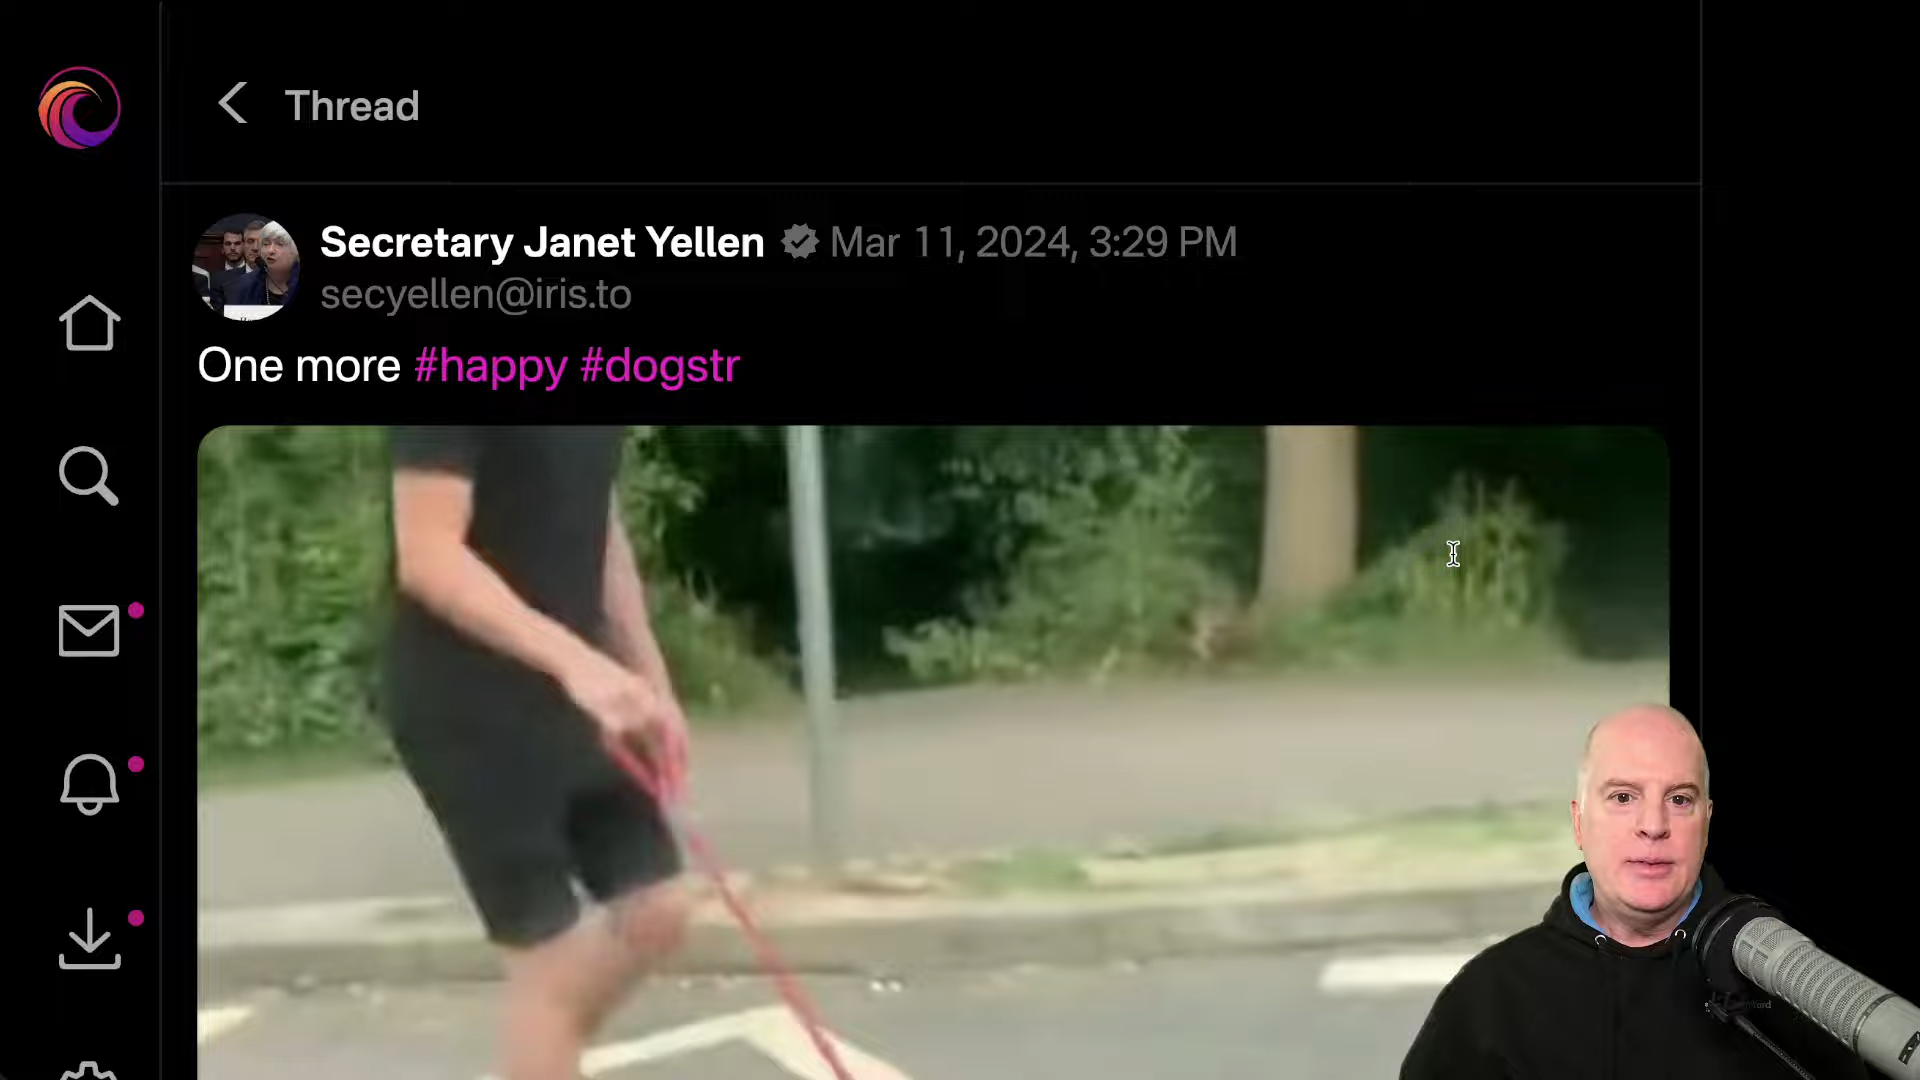 Thread
Secretary Janet Yellen Mar 11, 2024, 3:29 PM
secyellen@iris.to
One more #happy #dogstr